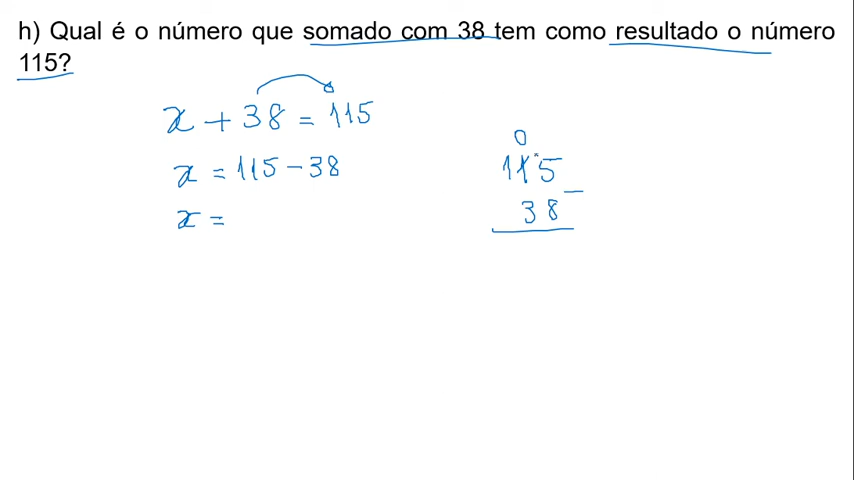 h) Qual é o número que somado com 38 tem como resultado o número
115?
x + 38 = 115
x = 115 - 38
x =
0
115 -
38